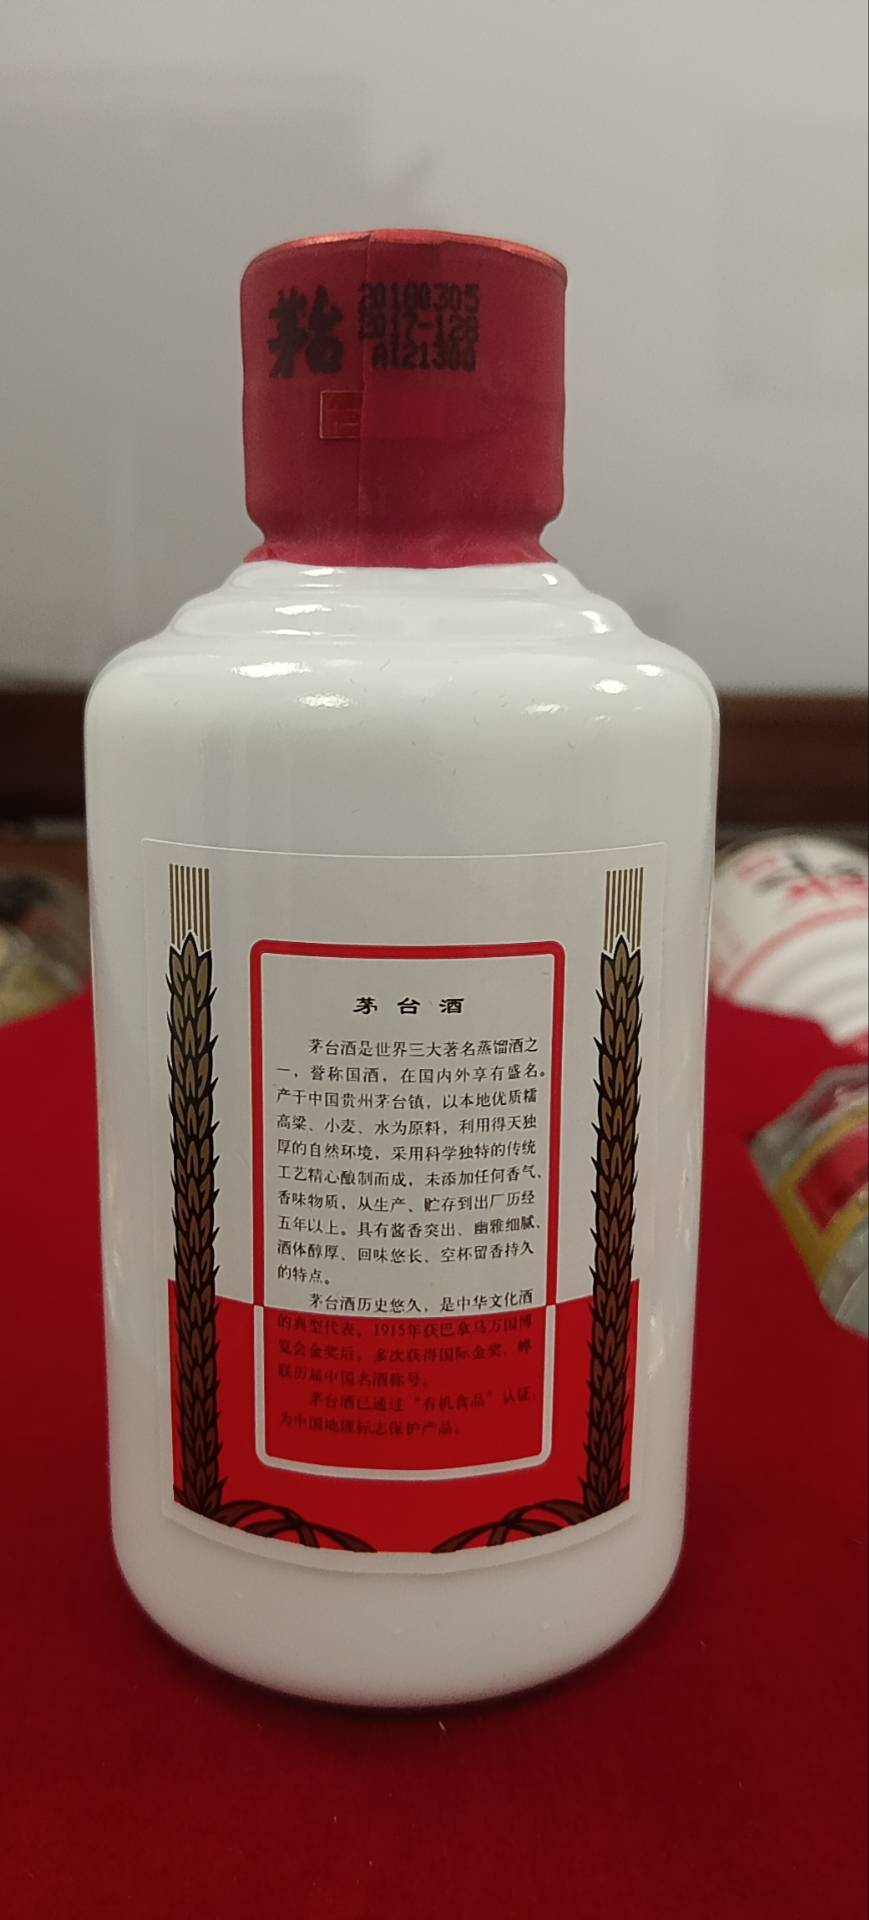 茅台
20180305
2017-128
A121300
茅台酒
茅台酒是世界三大著名蒸馏酒之
一，誉称国酒，在国内外享有盛名。
产于中国贵州茅台镇，以本地优质糯
高粱、小麦、水为原料，利用得天独
厚的自然环境，采用科学独特的传统
工艺精心酿制而成，未添加任何香气、
香味物质，从生产、贮存到出厂历经
五年以上。具有酱香突出、幽雅细腻、
酒体醇厚、回味悠长、空杯留香持久
的特点。
茅台酒历史悠久，是中华文化酒
的典型代表。1915年获巴拿马万国博
览会金奖后，多次获得国际金奖，蝉
联历届中国名酒称号。
茅台酒已通过“有机食品”认证，
为中国地理标志保护产品。